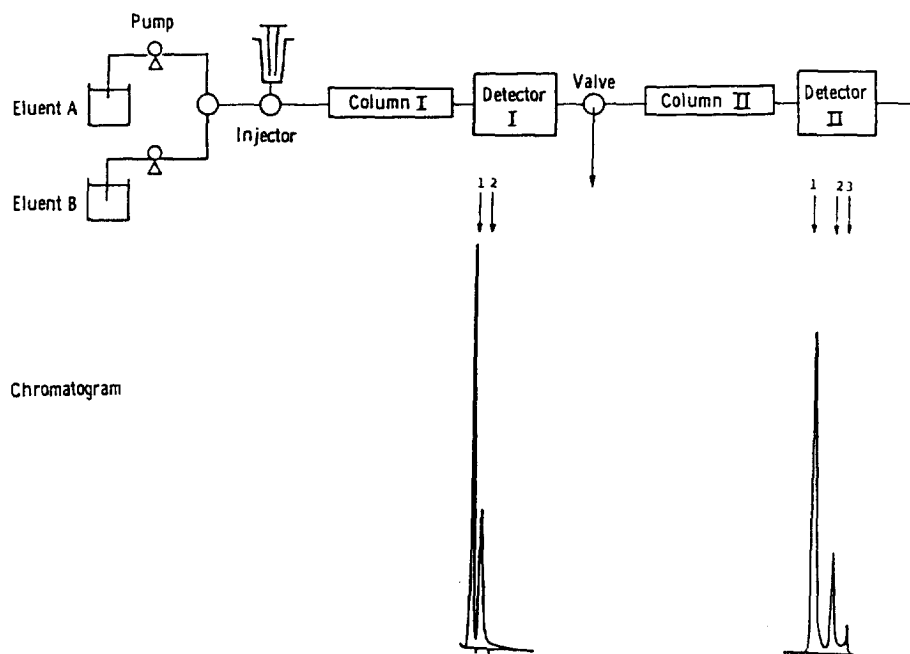 Pump
Eluent A
Injector
Column I
Detector I
Valve
Column II
Detector II
Eluent B
1 2
1 2 3
Chromatogram